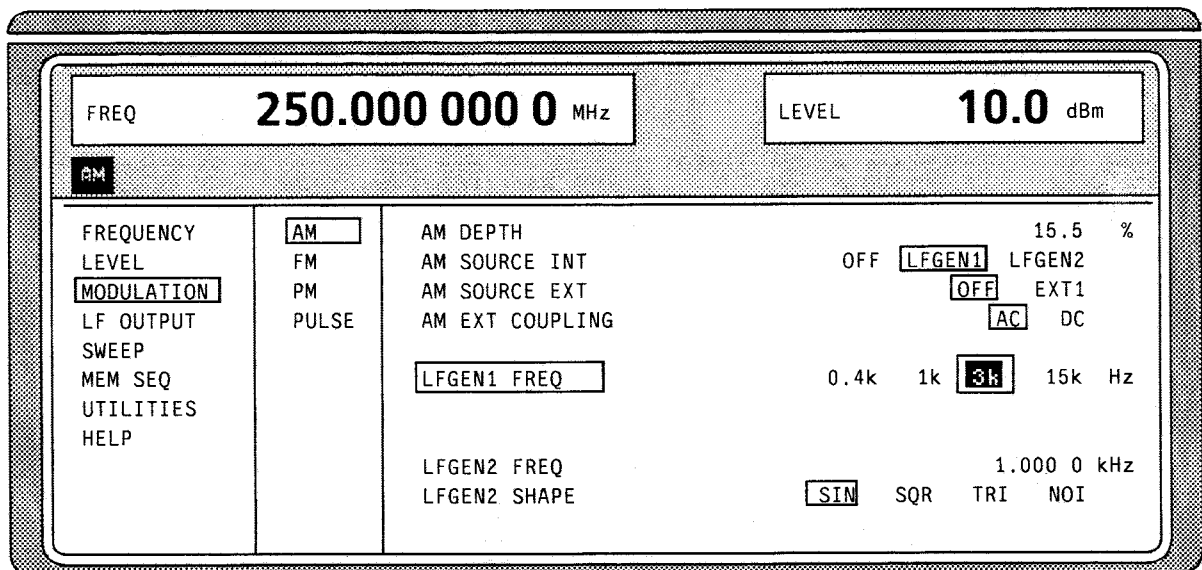 FREQ 250.000 000 0 MHz LEVEL 10.0 dBm
AM
FREQUENCY AM AM DEPTH 15.5 %
LEVEL FM AM SOURCE INT OFF LFGEN1 LFGEN2
MODULATION PM AM SOURCE EXT OFF EXT1
LF OUTPUT PULSE AM EXT COUPLING AC DC
SWEEP
MEM SEQ LFGEN1 FREQ 0.4k 1k 3k 15k Hz
UTILITIES
HELP
LFGEN2 FREQ 1.000 0 kHz
LFGEN2 SHAPE SIN SQR TRI NOI